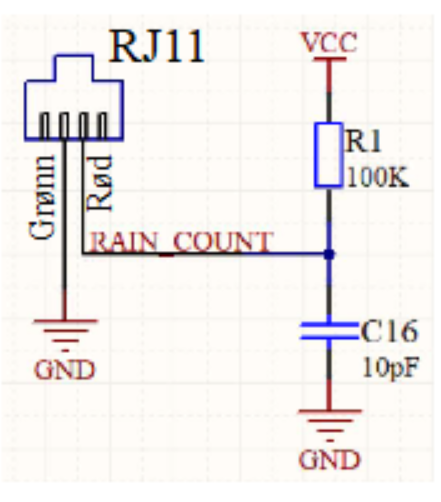 RJ11
VCC
R1
100K
Grønn
Rød
RAIN_COUNT
C16
10pF
GND
GND